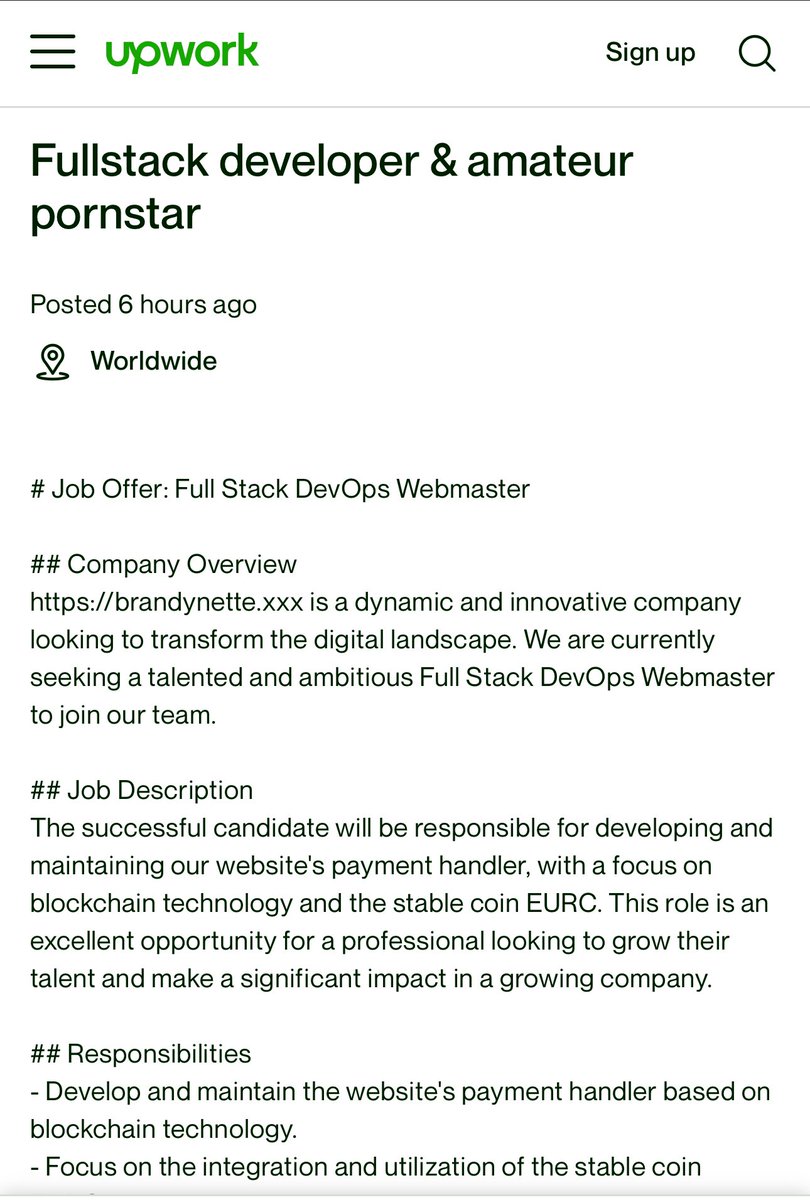 upwork Sign up
Fullstack developer & amateur
pornstar
Posted 6 hours ago
Worldwide
# Job Offer: Full Stack DevOps Webmaster
## Company Overview
https://brandynette.xxx is a dynamic and innovative company
looking to transform the digital landscape. We are currently
seeking a talented and ambitious Full Stack DevOps Webmaster
to join our team.
## Job Description
The successful candidate will be responsible for developing and
maintaining our website's payment handler, with a focus on
blockchain technology and the stable coin EURC. This role is an
excellent opportunity for a professional looking to grow their
talent and make a significant impact in a growing company.
## Responsibilities
- Develop and maintain the website's payment handler based on
blockchain technology.
- Focus on the integration and utilization of the stable coin